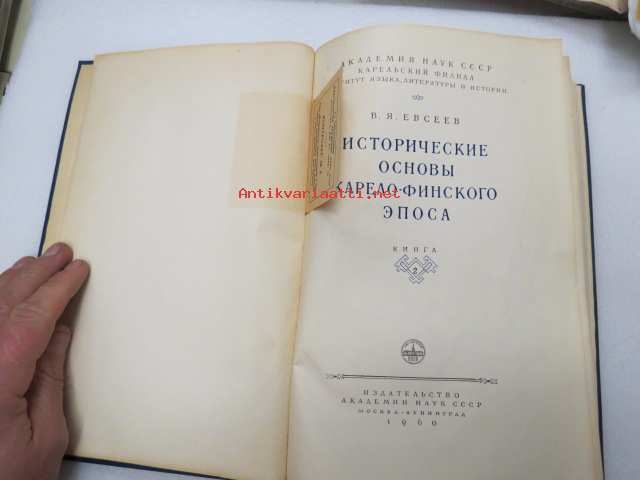 АКАДЕМИЯ НАУК СССР
КАРЕЛЬСКИЙ ФИЛИАЛ
ЯЗЫКА, ЛИТЕРАТУРЫ И ИСТОРИИ
В. Я. ЕВСЕЕВ
ИСТОРИЧЕСКИЕ
ОСНОВЫ
КАРЕЛО-ФИНСКОГО
ЭПОСА
КНИГА
2
ИЗДАТЕЛЬСТВО
АКАДЕМИИ НАУК СССР
МОСКВА-ЛЕНИНГРАД
1960
Antikvariaatti.net